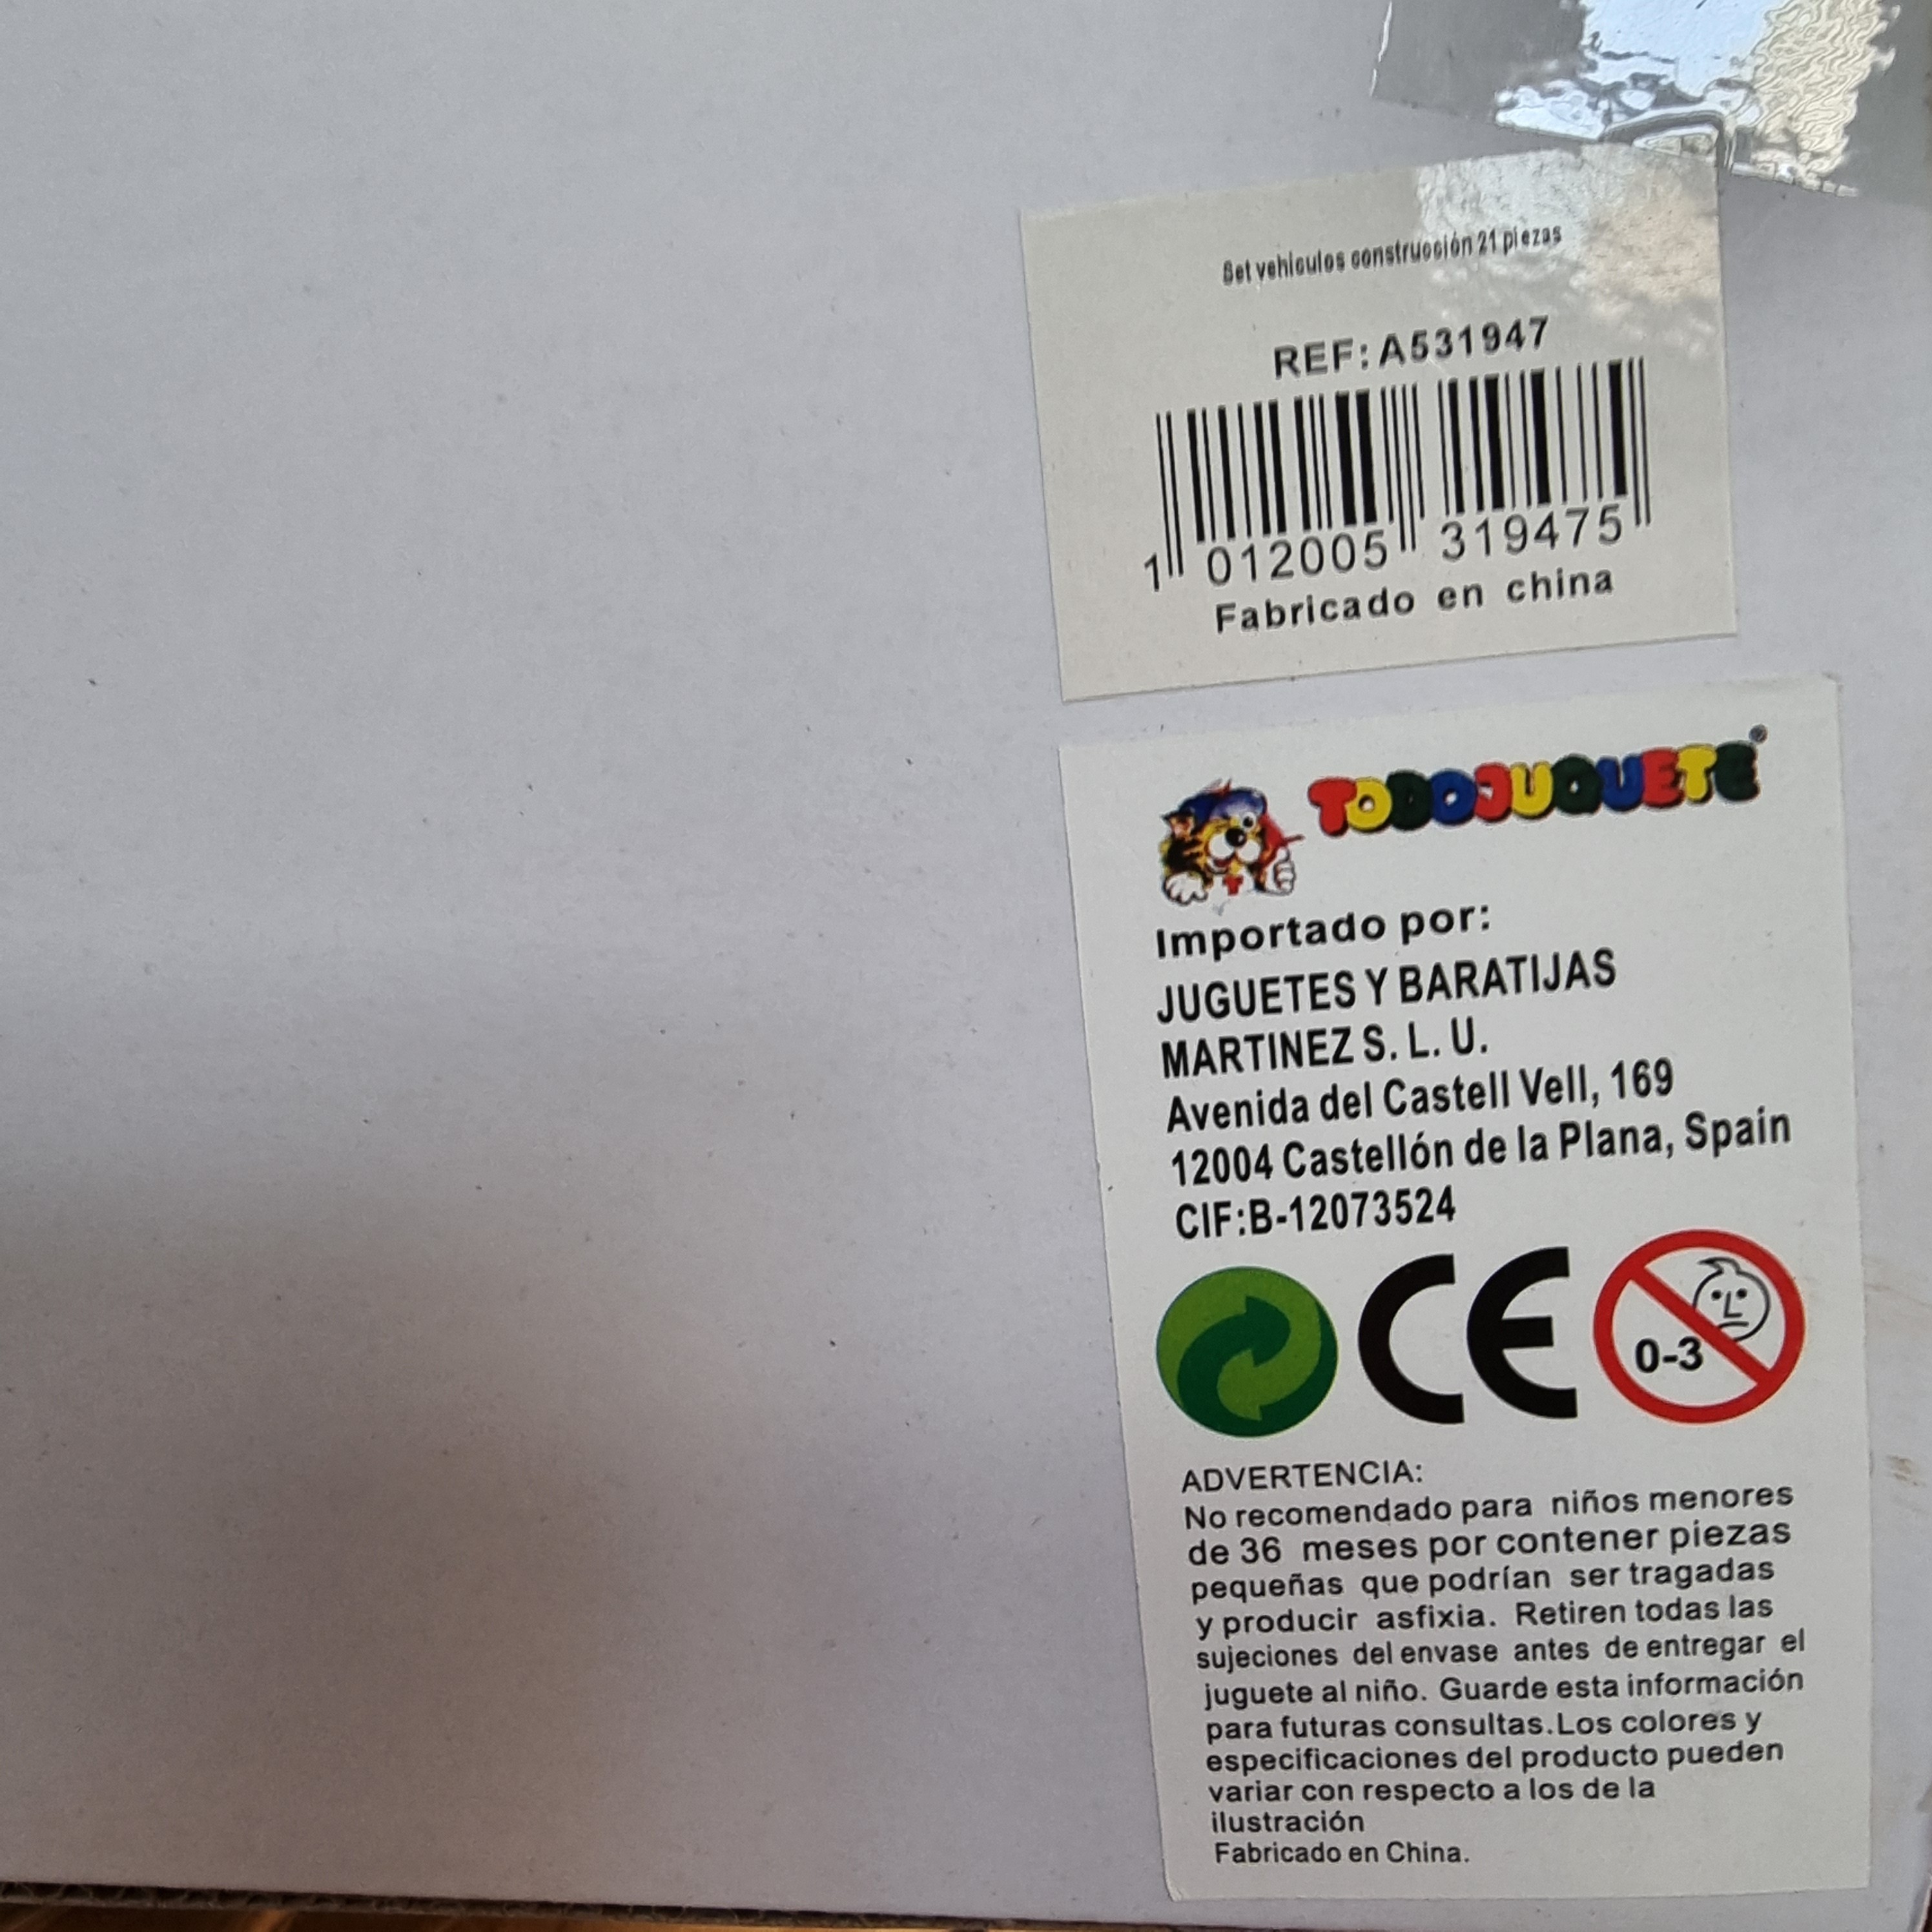 Set vehiculos construcción 21 piezas
REF: A531947
1 012005 319475
Fabricado en china
TODOJUQUETE®
Importado por:
JUGUETES Y BARATIJAS
MARTINEZ S. L. U.
Avenida del Castell Vell, 169
12004 Castellón de la Plana, Spain
CIF:B-12073524
CE
0-3
ADVERTENCIA:
No recomendado para niños menores
de 36 meses por contener piezas
pequeñas que podrían ser tragadas
y producir asfixia. Retiren todas las
sujeciones del envase antes de entregar el
juguete al niño. Guarde esta información
para futuras consultas.Los colores y
especificaciones del producto pueden
variar con respecto a los de la
ilustración
Fabricado en China.